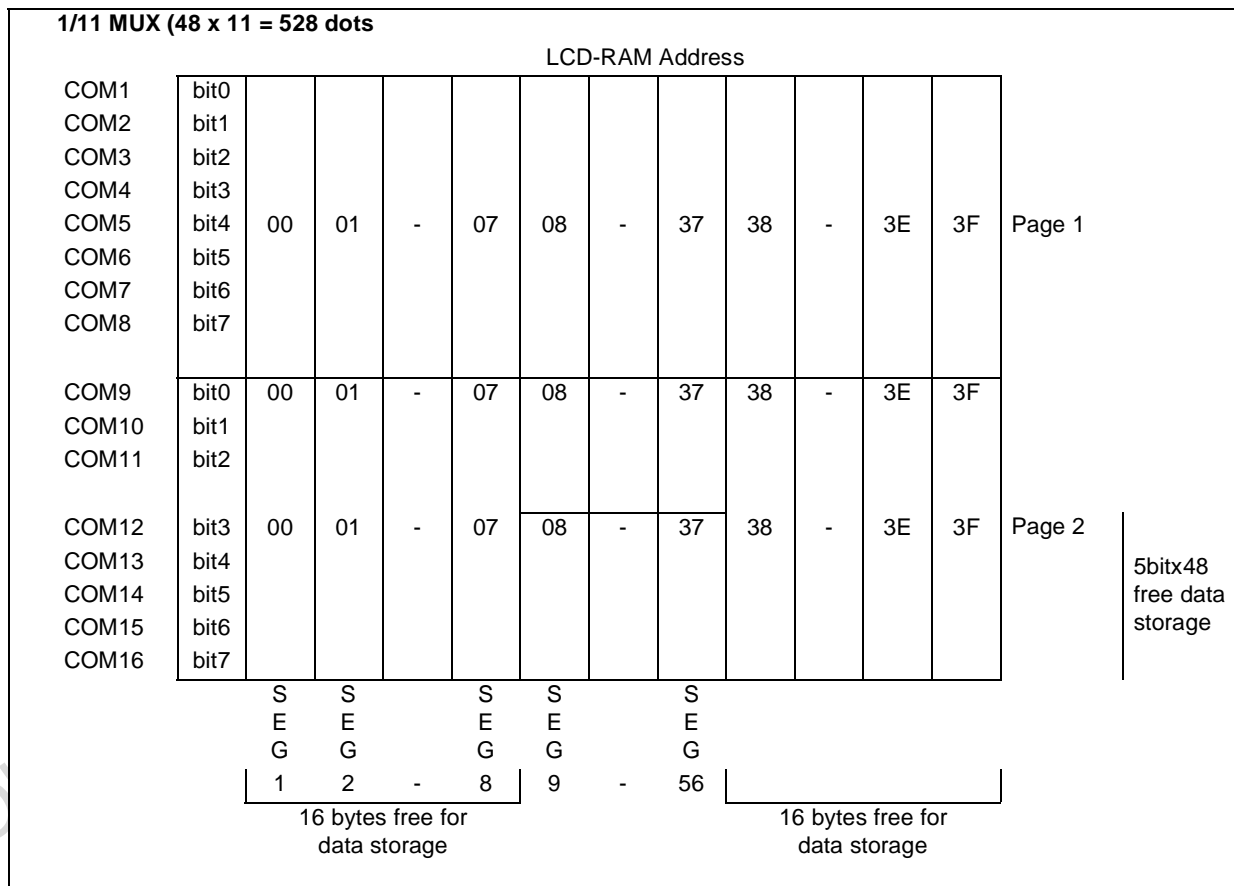 1/11 MUX (48 x 11 = 528 dots
LCD-RAM Address
COM1 bit0
COM2 bit1
COM3 bit2
COM4 bit3
COM5 bit4 00 01 - 07 08 - 37 38 - 3E 3F Page 1
COM6 bit5
COM7 bit6
COM8 bit7
COM9 bit0 00 01 - 07 08 - 37 38 - 3E 3F
COM10 bit1
COM11 bit2
COM12 bit3 00 01 - 07 08 - 37 38 - 3E 3F Page 2
COM13 bit4 5bitx48
COM14 bit5 free data
COM15 bit6 storage
COM16 bit7
S S S S S
E E E E E
G G G G G
1 2 - 8 9 - 56
16 bytes free for 16 bytes free for
data storage data storage